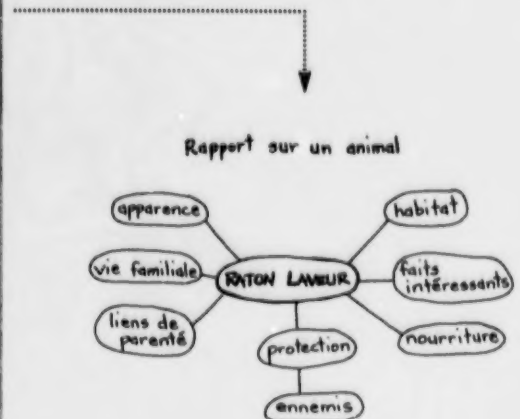 Rapport sur un animal
apparence
habitat
vie familiale
RATON LAVEUR
faits
intéressants
liens de
parenté
protection
nourriture
ennemis